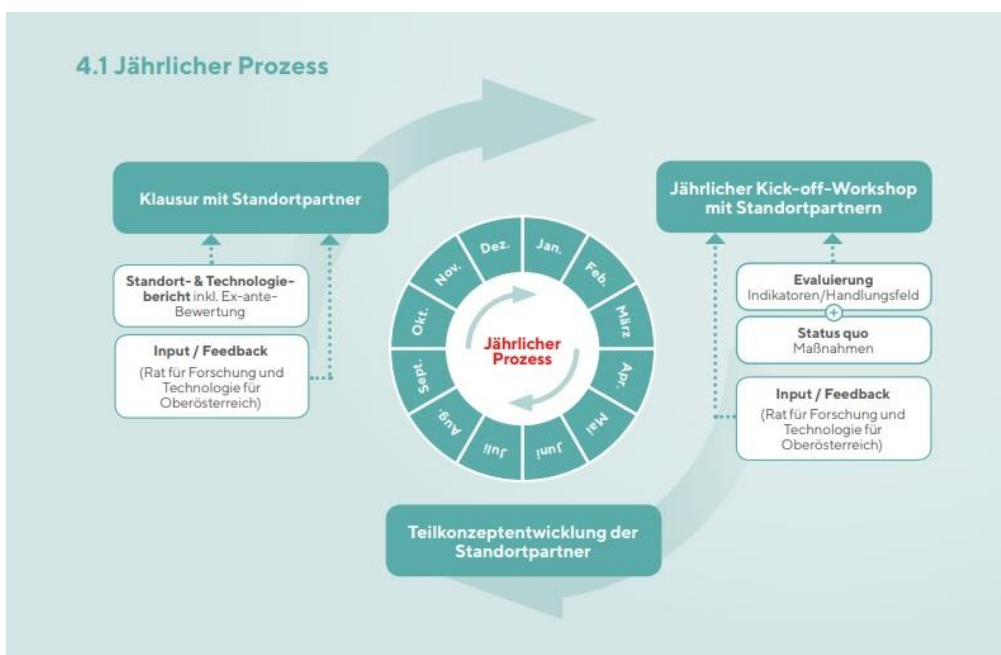 4.1 Jährlicher Prozess
Klausur mit Standortpartner
Standort- & Technologie-
bericht inkl. Ex-ante-
Bewertung
Input / Feedback
(Rat für Forschung und
Technologie für
Oberösterreich)
Jan.
Feb.
März
Apr.
Mai
Juni
Juli
Aug.
Sept.
Okt.
Nov.
Dez.
Jährlicher
Prozess
Jährlicher Kick-off-Workshop
mit Standortpartnern
Evaluierung
Indikatoren/Handlungsfeld
+
Status quo
Maßnahmen
Input / Feedback
(Rat für Forschung und
Technologie für
Oberösterreich)
Teilkonzeptentwicklung der
Standortpartner